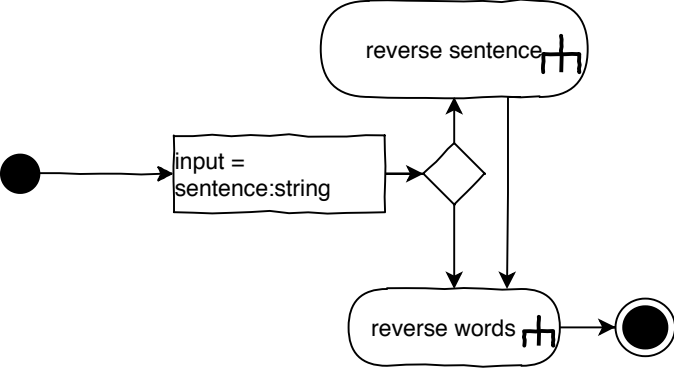 reverse sentence
input =
sentence:string
reverse words